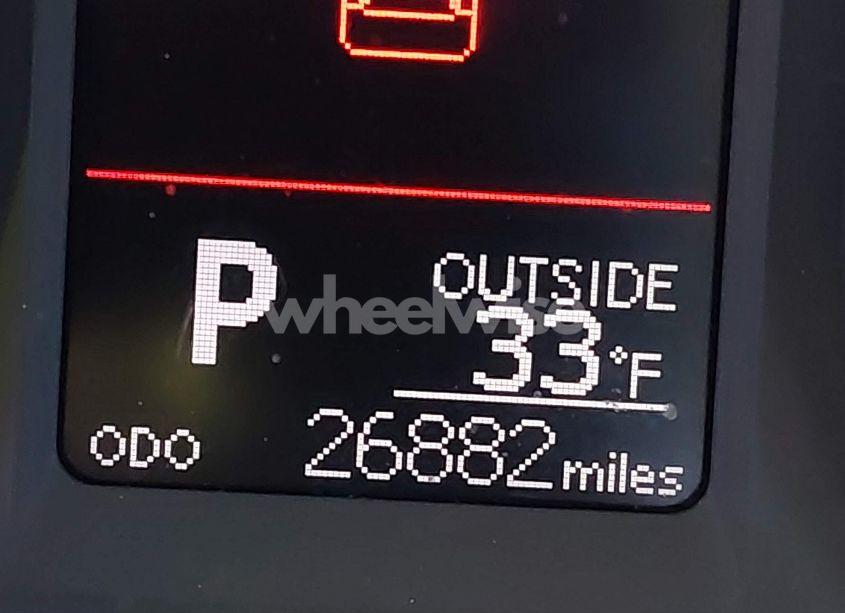 P
OUTSIDE
wheelwise
33°F
ODO 26882 miles